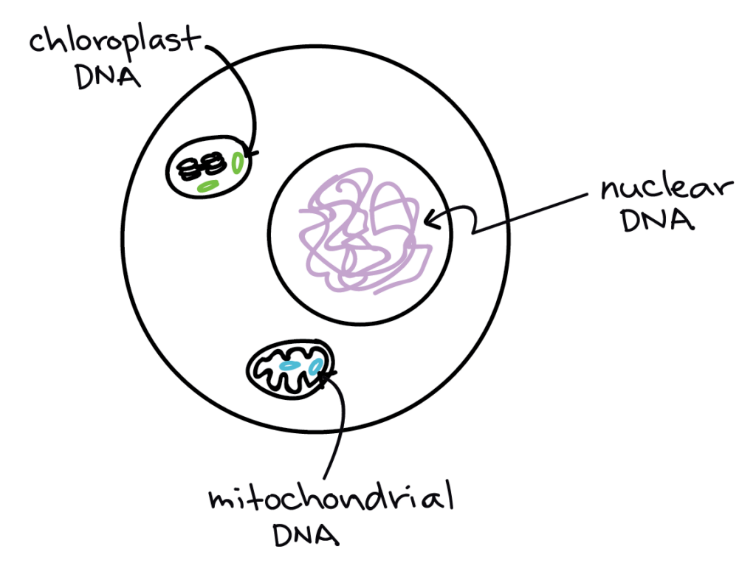 chloroplast
DNA
nuclear
DNA
mitochondrial
DNA